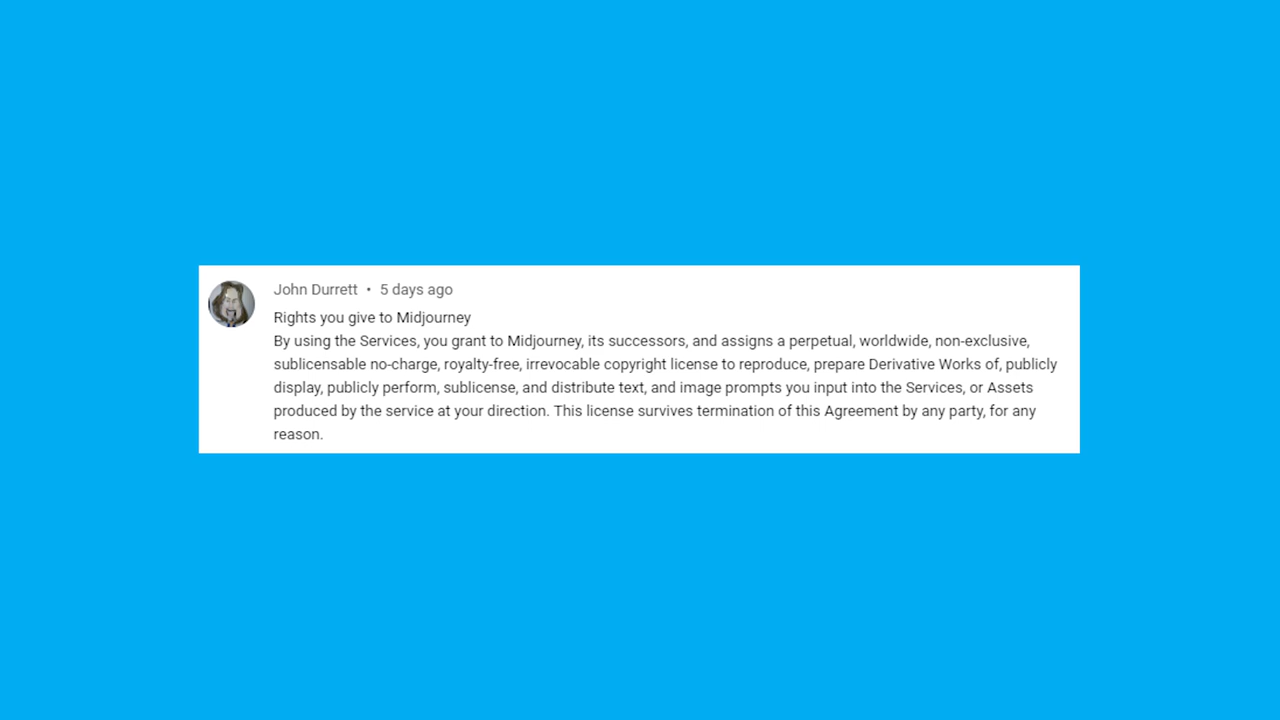 John Durrett • 5 days ago
Rights you give to Midjourney
By using the Services, you grant to Midjourney, its successors, and assigns a perpetual, worldwide, non-exclusive,
sublicensable no-charge, royalty-free, irrevocable copyright license to reproduce, prepare Derivative Works of, publicly
display, publicly perform, sublicense, and distribute text, and image prompts you input into the Services, or Assets
produced by the service at your direction. This license survives termination of this Agreement by any party, for any
reason.